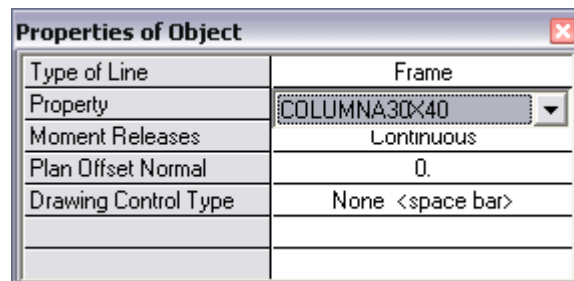 Properties of Object
Type of Line Frame
Property COLUMNA30X40
Moment Releases Continuous
Plan Offset Normal 0.
Drawing Control Type None <space bar>